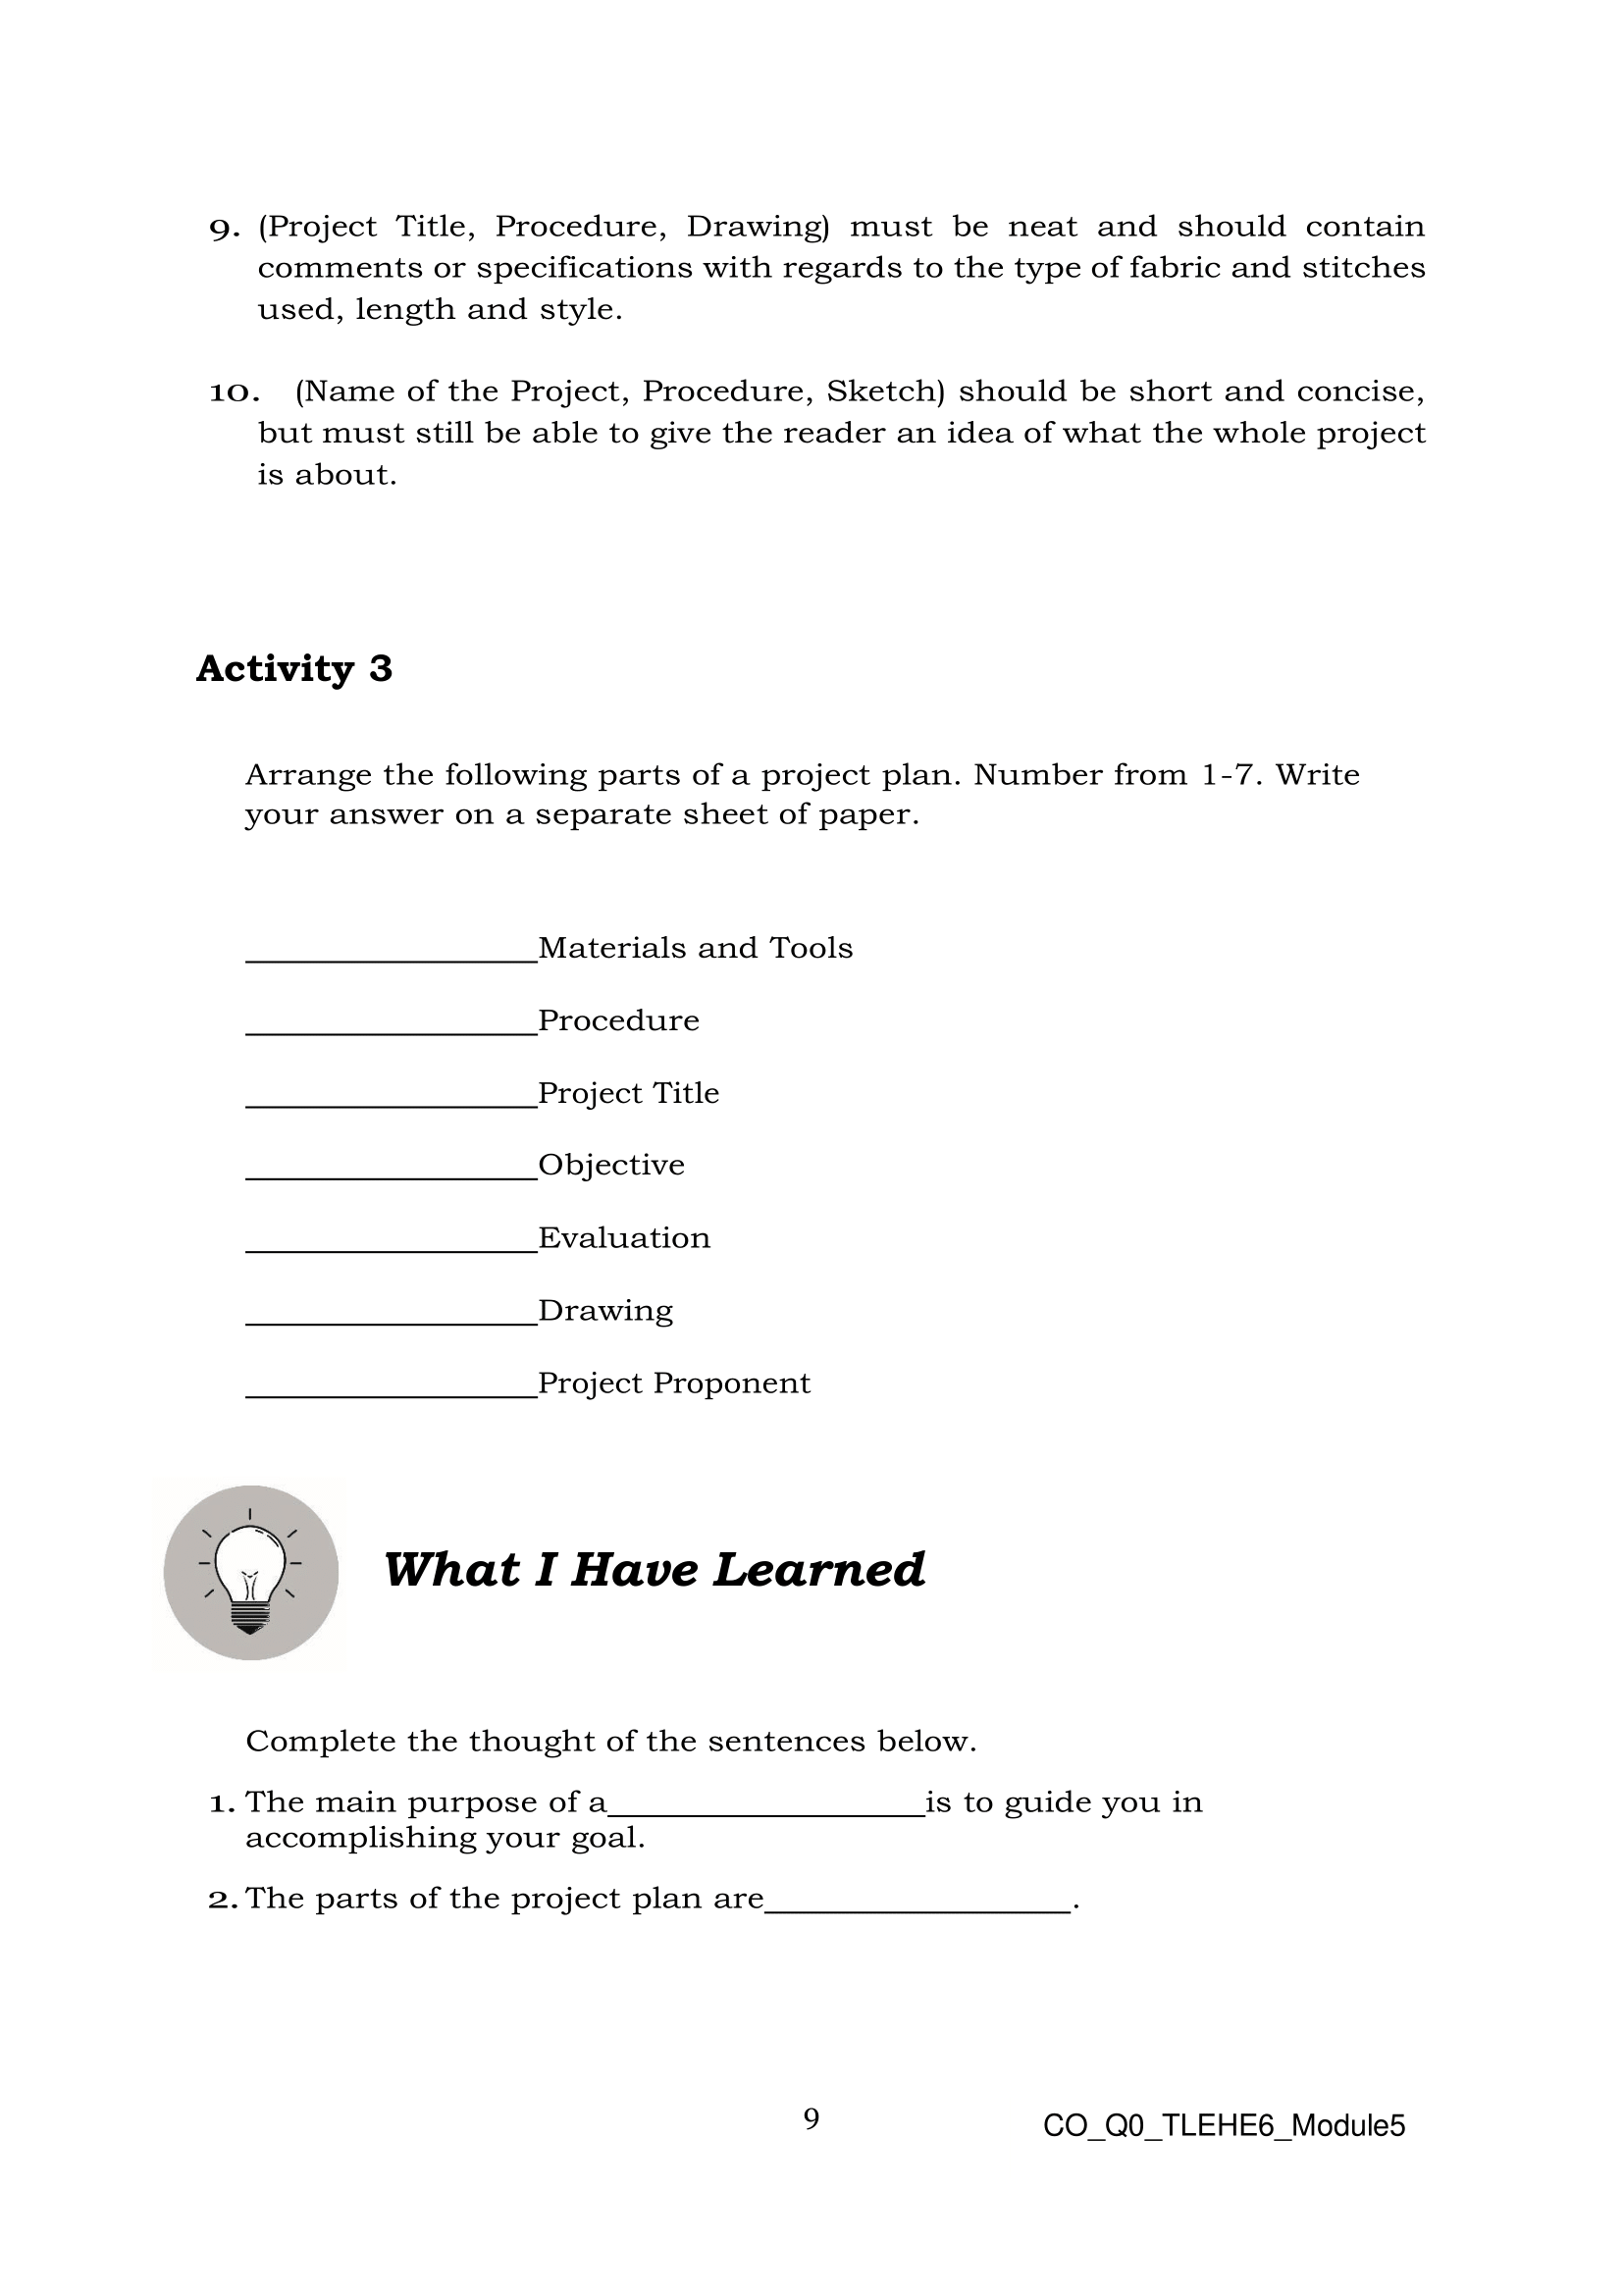 9. (Project Title, Procedure, Drawing) must be neat and should contain
comments or specifications with regards to the type of fabric and stitches
used, length and style.
10. (Name of the Project, Procedure, Sketch) should be short and concise,
but must still be able to give the reader an idea of what the whole project
is about.
Activity 3
Arrange the following parts of a project plan. Number from 1-7. Write
your answer on a separate sheet of paper.
__________________Materials and Tools
__________________Procedure
__________________Project Title
__________________Objective
__________________Evaluation
__________________Drawing
__________________Project Proponent
What I Have Learned
Complete the thought of the sentences below.
1. The main purpose of a____________________is to guide you in
accomplishing your goal.
2. The parts of the project plan are___________________.
9
CO_Q0_TLEHE6_Module5